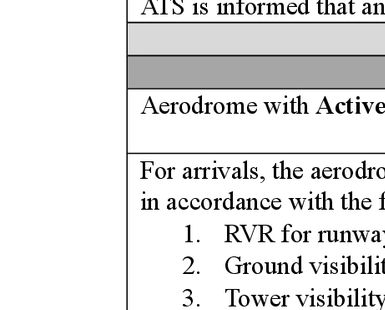 ATS is informed that an
Aerodrome with Active
For arrivals, the aerodro
in accordance with the f
1. RVR for runway
2. Ground visibilit
3. Tower visibility